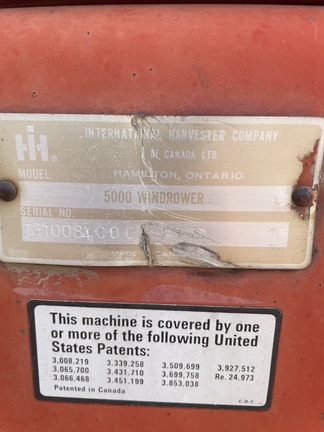 IH
INTERNATIONAL HARVESTER COMPANY
OF CANADA LTD
MODEL HAMILTON, ONTARIO.
5000 WINDROWER
SERIAL NO
This machine is covered by one
or more of the following United
States Patents:
3.008.219 3.339.258 3.509.699 3.927.512
3.065.700 3.431.710 3.699.758 Re. 24.973
3.066.468 3.451.199 3.853.038
Patented in Canada
C.D.C.